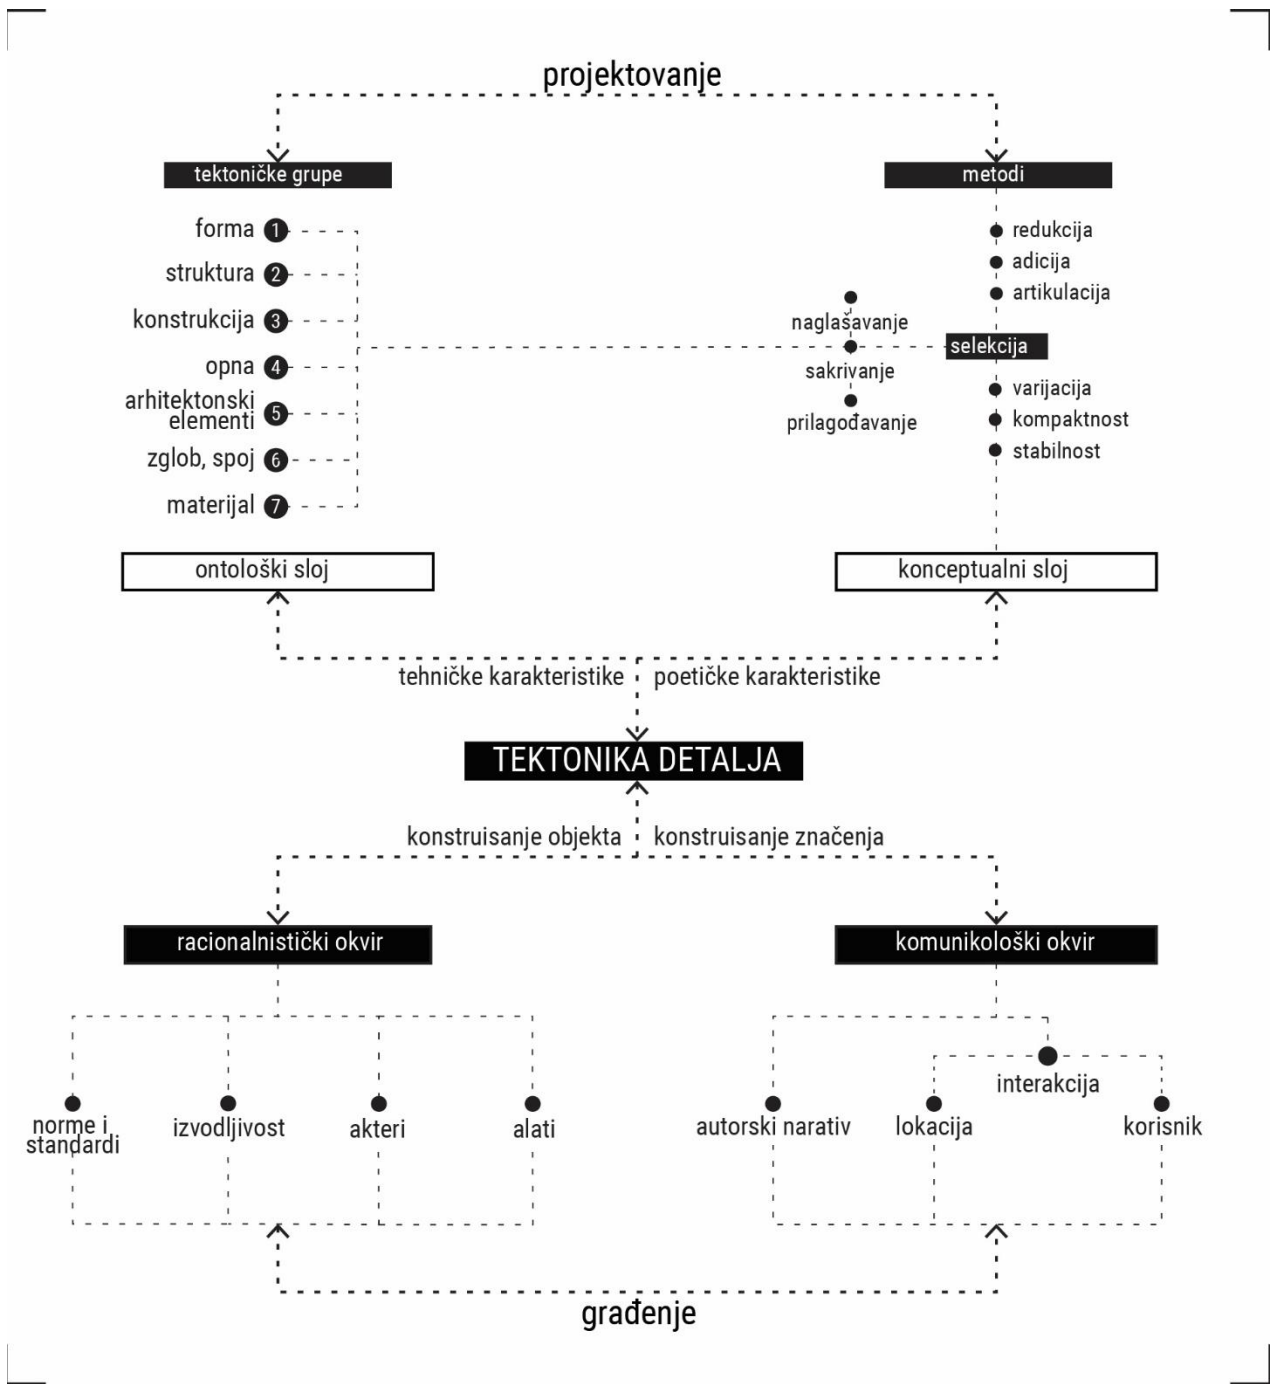 projektovanje
tektoničke grupe
metodi
forma 1
struktura 2
konstrukcija 3
opna 4
arhitektonski
elementi 5
zglob, spoj 6
materijal 7
redukcija
adicija
artikulacija
naglašavanje
selekcija
sakrivanje
prilagođavanje
varijacija
kompaktnost
stabilnost
ontološki sloj
konceptualni sloj
tehničke karakteristike
poetičke karakteristike
TEKTONIKA DETALJA
konstruisanje objekta
konstruisanje značenja
racionalnistički okvir
komunikološki okvir
norme i
standardi
izvodljivost
akteri
alati
autorski narativ
interakcija
lokacija
korisnik
građenje